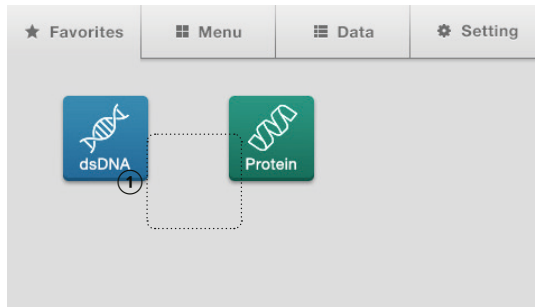 Favorites
Menu
Data
Setting
dsDNA
Protein
①